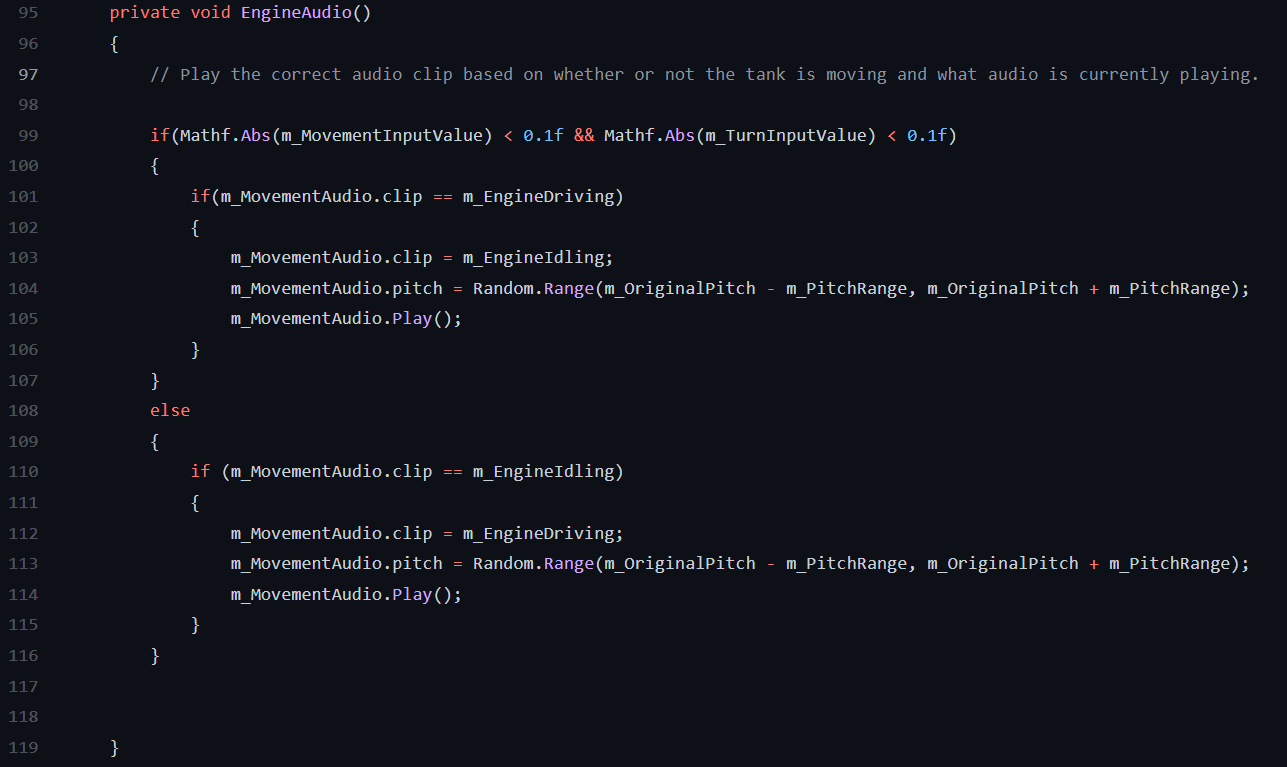 95 private void EngineAudio()
96 {
97 // Play the correct audio clip based on whether or not the tank is moving and what audio is currently playing.
98
99 if(Mathf.Abs(m_MovementInputValue) < 0.1f && Mathf.Abs(m_TurnInputValue) < 0.1f)
100 {
101 if(m_MovementAudio.clip == m_EngineDriving)
102 {
103 m_MovementAudio.clip = m_EngineIdling;
104 m_MovementAudio.pitch = Random.Range(m_OriginalPitch - m_PitchRange, m_OriginalPitch + m_PitchRange);
105 m_MovementAudio.Play();
106 }
107 }
108 else
109 {
110 if (m_MovementAudio.clip == m_EngineIdling)
111 {
112 m_MovementAudio.clip = m_EngineDriving;
113 m_MovementAudio.pitch = Random.Range(m_OriginalPitch - m_PitchRange, m_OriginalPitch + m_PitchRange);
114 m_MovementAudio.Play();
115 }
116 }
117
118
119 }